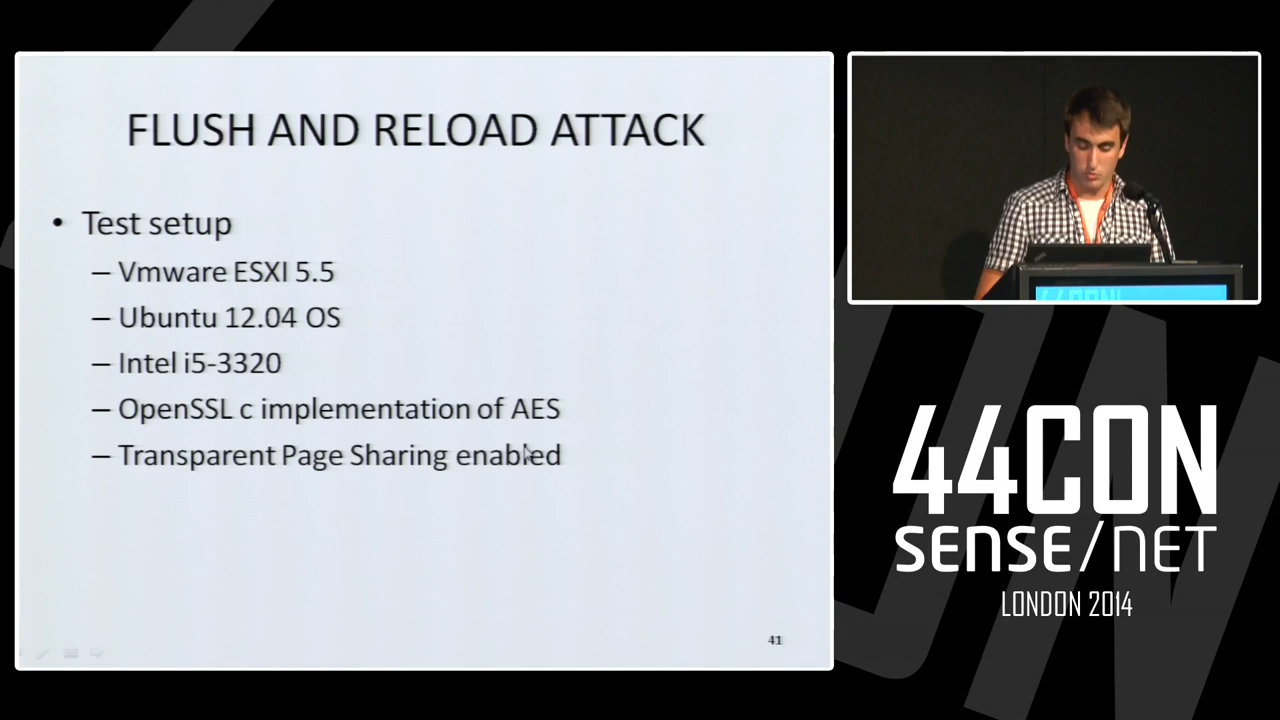 FLUSH AND RELOAD ATTACK
• Test setup
– Vmware ESXI 5.5
– Ubuntu 12.04 OS
– Intel i5-3320
– OpenSSL c implementation of AES
– Transparent Page Sharing enabled
41
44CON
44CON
SENSE/NET
LONDON 2014